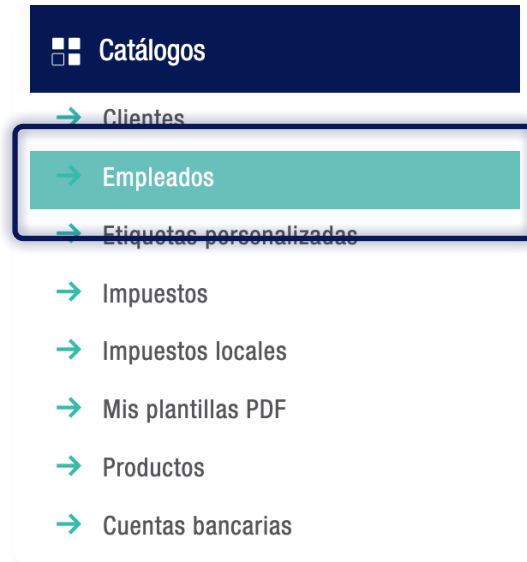 Catálogos
Clientes
Empleados
Etiquetas personalizadas
Impuestos
Impuestos locales
Mis plantillas PDF
Productos
Cuentas bancarias